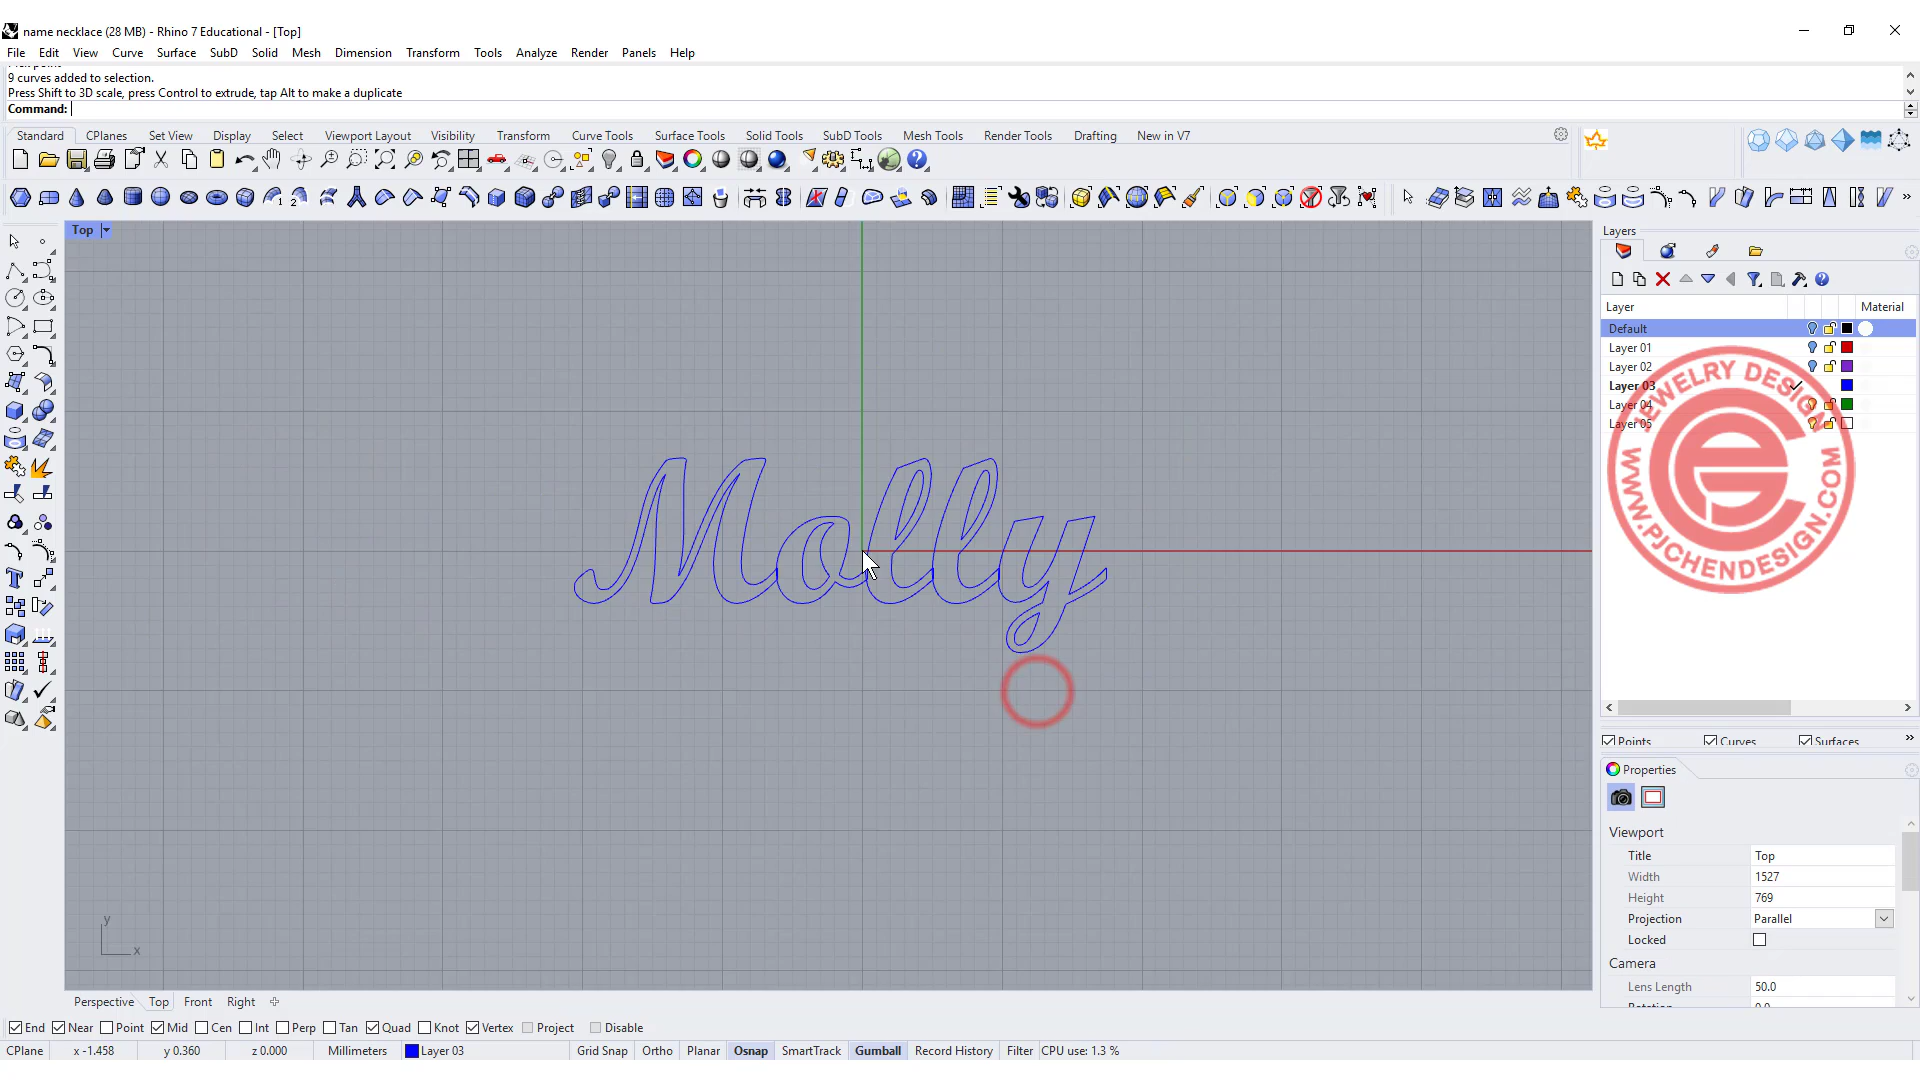 name necklace (28 MB) - Rhino 7 Educational - [Top]
File Edit View Curve Surface SubD Solid Mesh Dimension Transform Tools Analyze Render Panels Help
9 curves added to selection.
Press Shift to 3D scale, press Control to extrude, tap Alt to make a duplicate
Command:
Standard CPlanes Set View Display Select Viewport Layout Visibility Transform Curve Tools Surface Tools Solid Tools SubD Tools Mesh Tools Render Tools Drafting New in V7
Top
Layers
Layer Material
Default
Layer 01
Layer 02
Layer 03
Layer 04
Layer 05
JEWELRY DESIGN
WWW.PJCHENDESIGN.COM
Molly
Points Curves Surfaces
Properties
Viewport
Title Top
Width 1527
Height 769
Projection Parallel
Locked
Camera
Lens Length 50.0
y
x
Perspective Top Front Right
End Near Point Mid Cen Int Perp Tan Quad Knot Vertex Project Disable
CPlane x -1.458 y 0.360 z 0.000 Millimeters Layer 03 Grid Snap Ortho Planar Osnap SmartTrack Gumball Record History Filter CPU use: 1.3 %